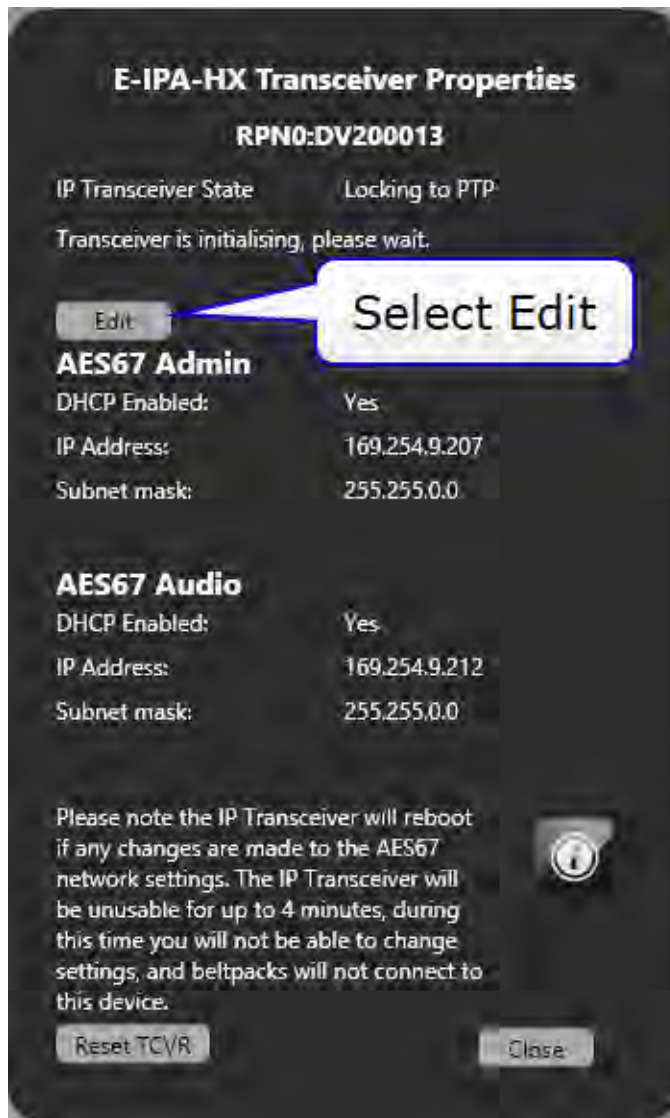 E-IPA-HX Transceiver Properties
RPN0:DV200013
IP Transceiver State Locking to PTP
Transceiver is initialising, please wait.
Edit
Select Edit
AES67 Admin
DHCP Enabled: Yes
IP Address: 169.254.9.207
Subnet mask: 255.255.0.0
AES67 Audio
DHCP Enabled: Yes
IP Address: 169.254.9.212
Subnet mask: 255.255.0.0
Please note the IP Transceiver will reboot
if any changes are made to the AES67
network settings. The IP Transceiver will
be unusable for up to 4 minutes, during
this time you will not be able to change
settings, and beltpacks will not connect to
this device.
Reset TCVR Close